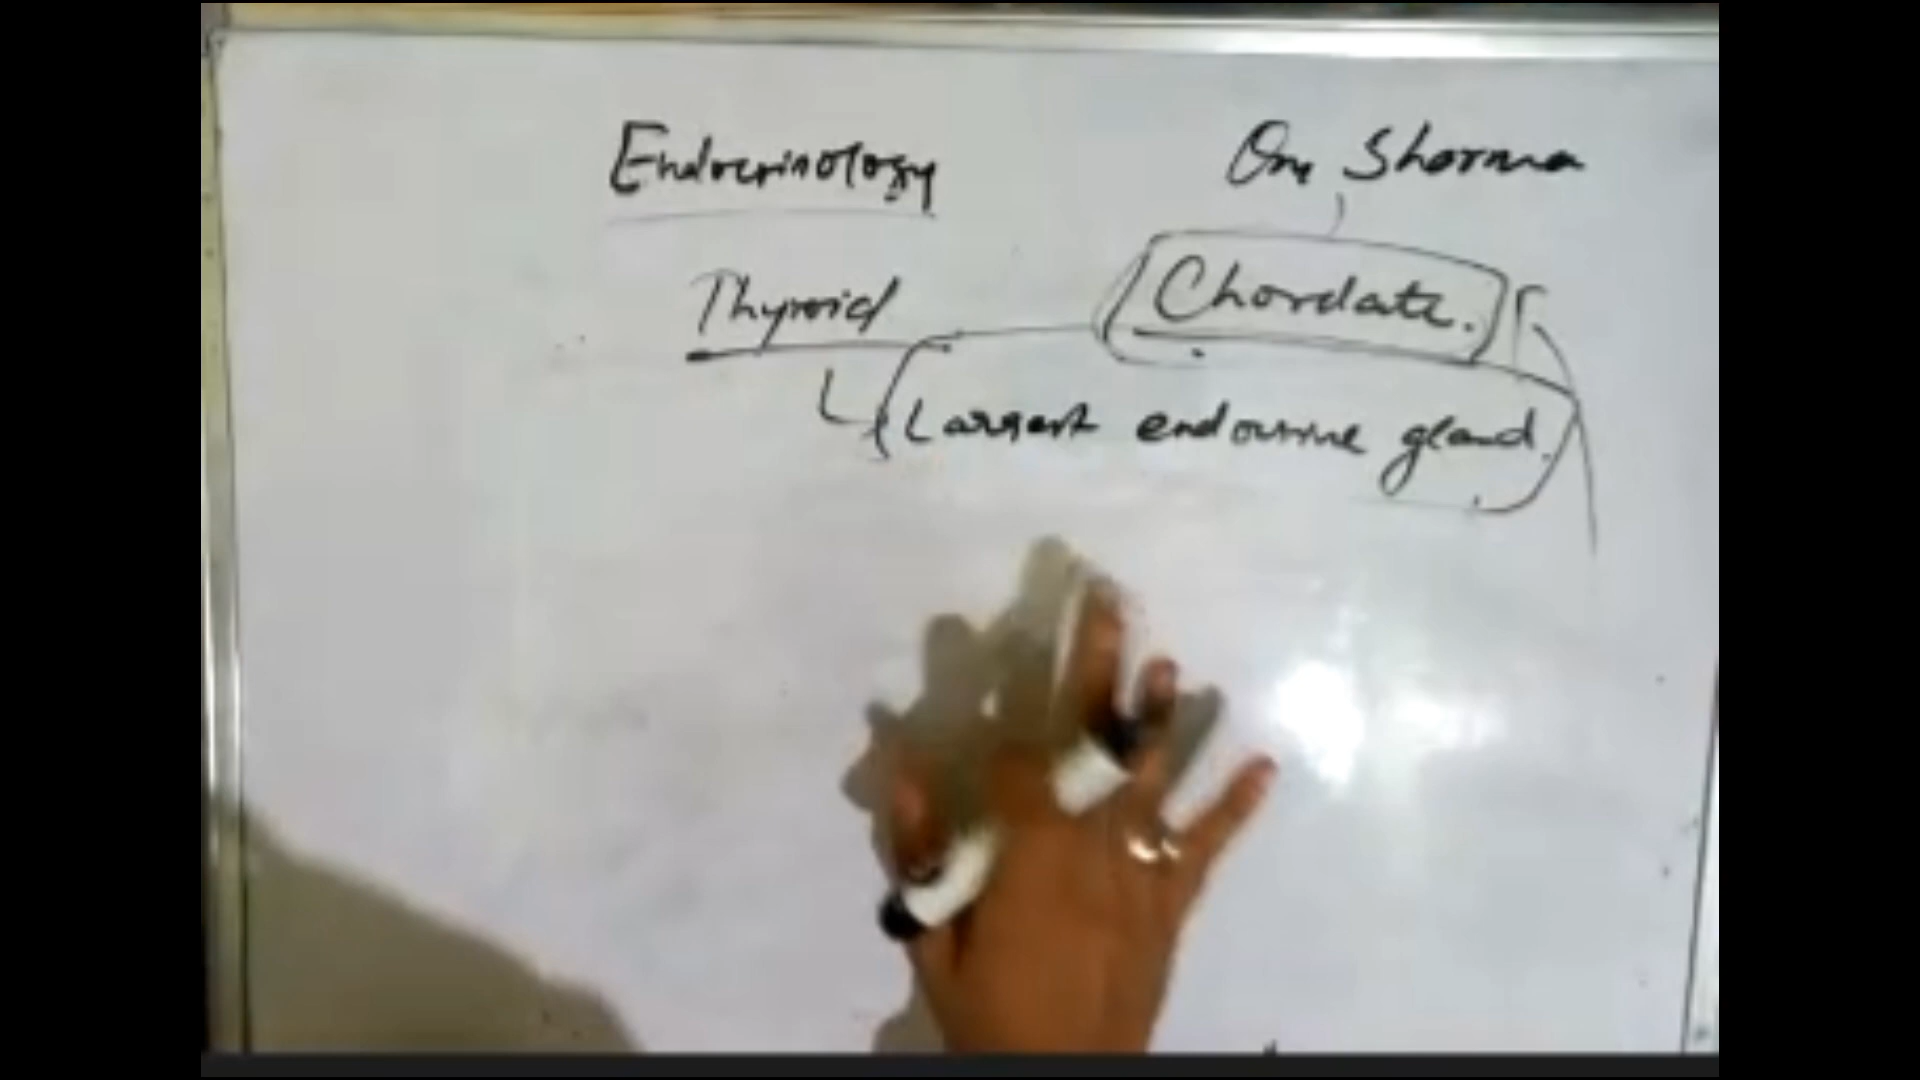 Endocrinology
Om Sharma
Thyroid
Chordate.
Largest endocrine gland.